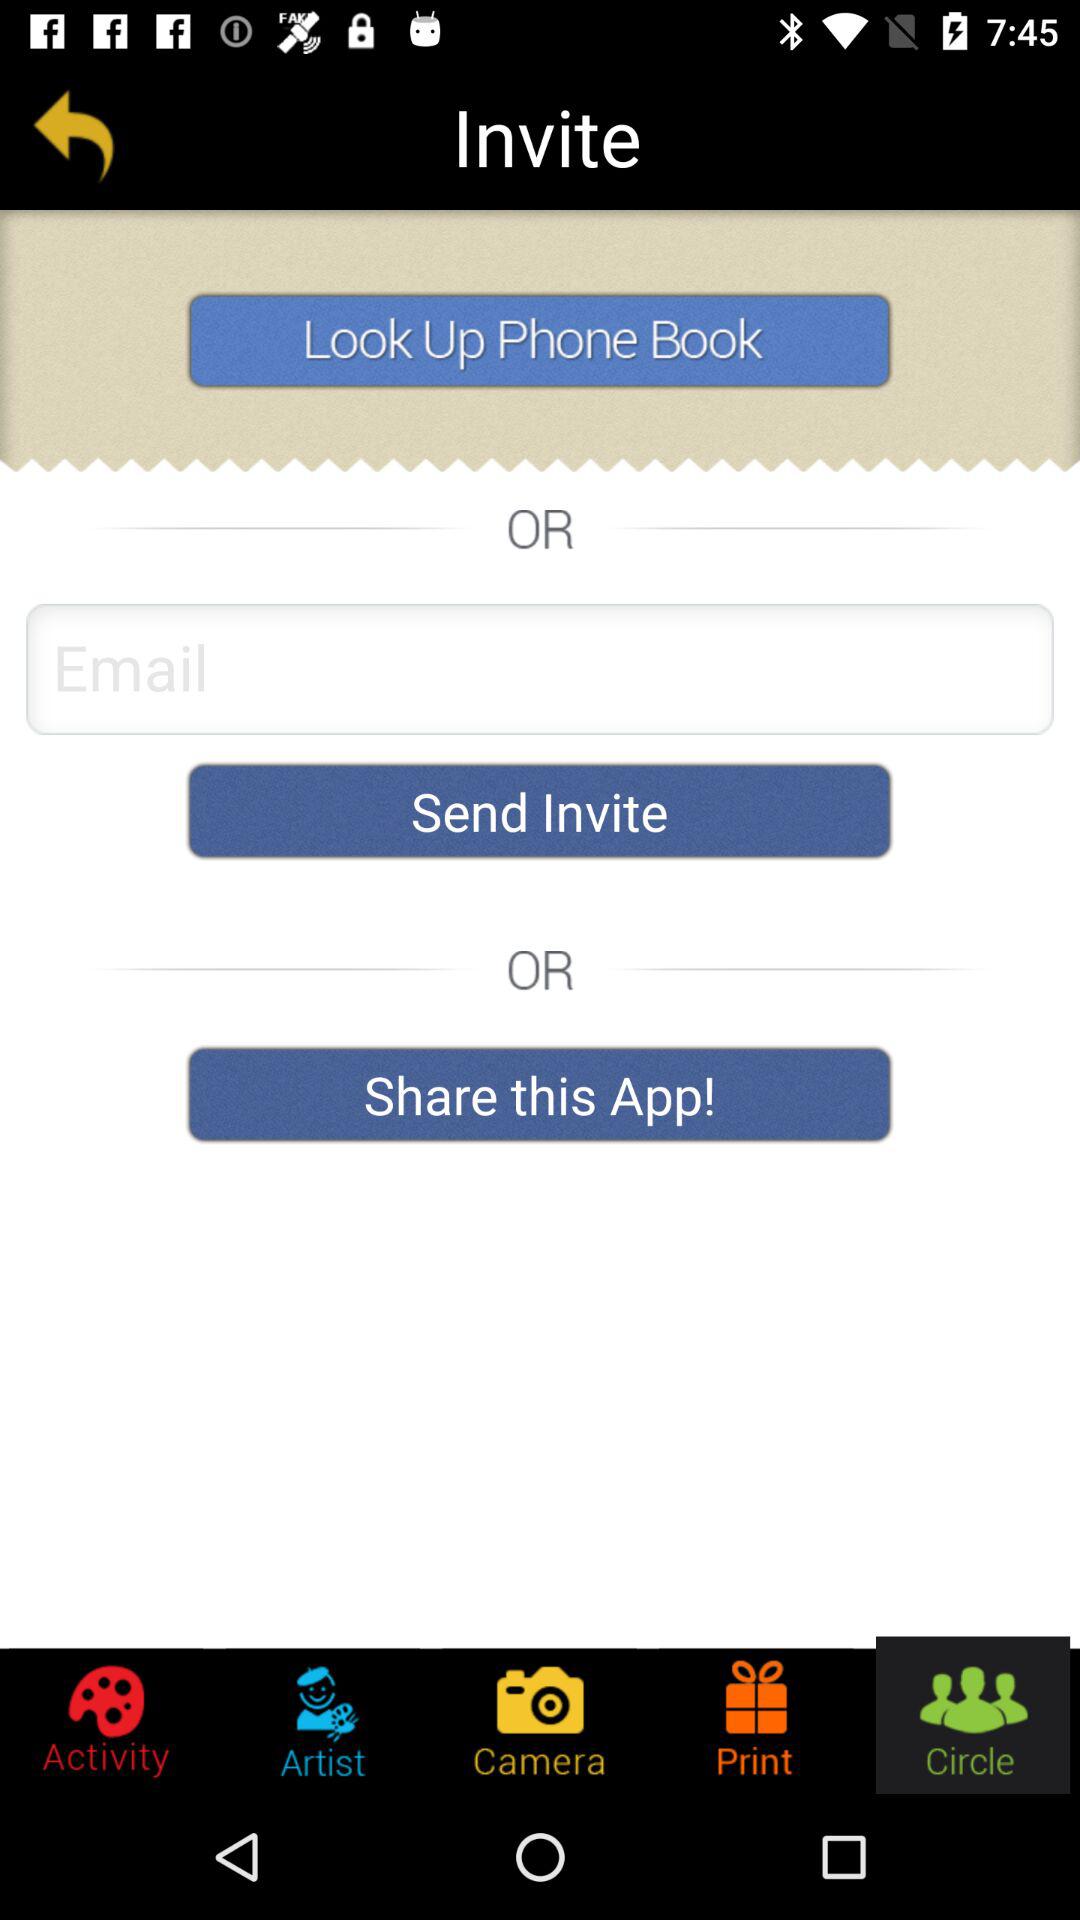 FAKE
7:45
Invite
Look Up Phone Book
OR
Email
Send Invite
OR
Share this App!
Activity
Artist
Camera
Print
Circle